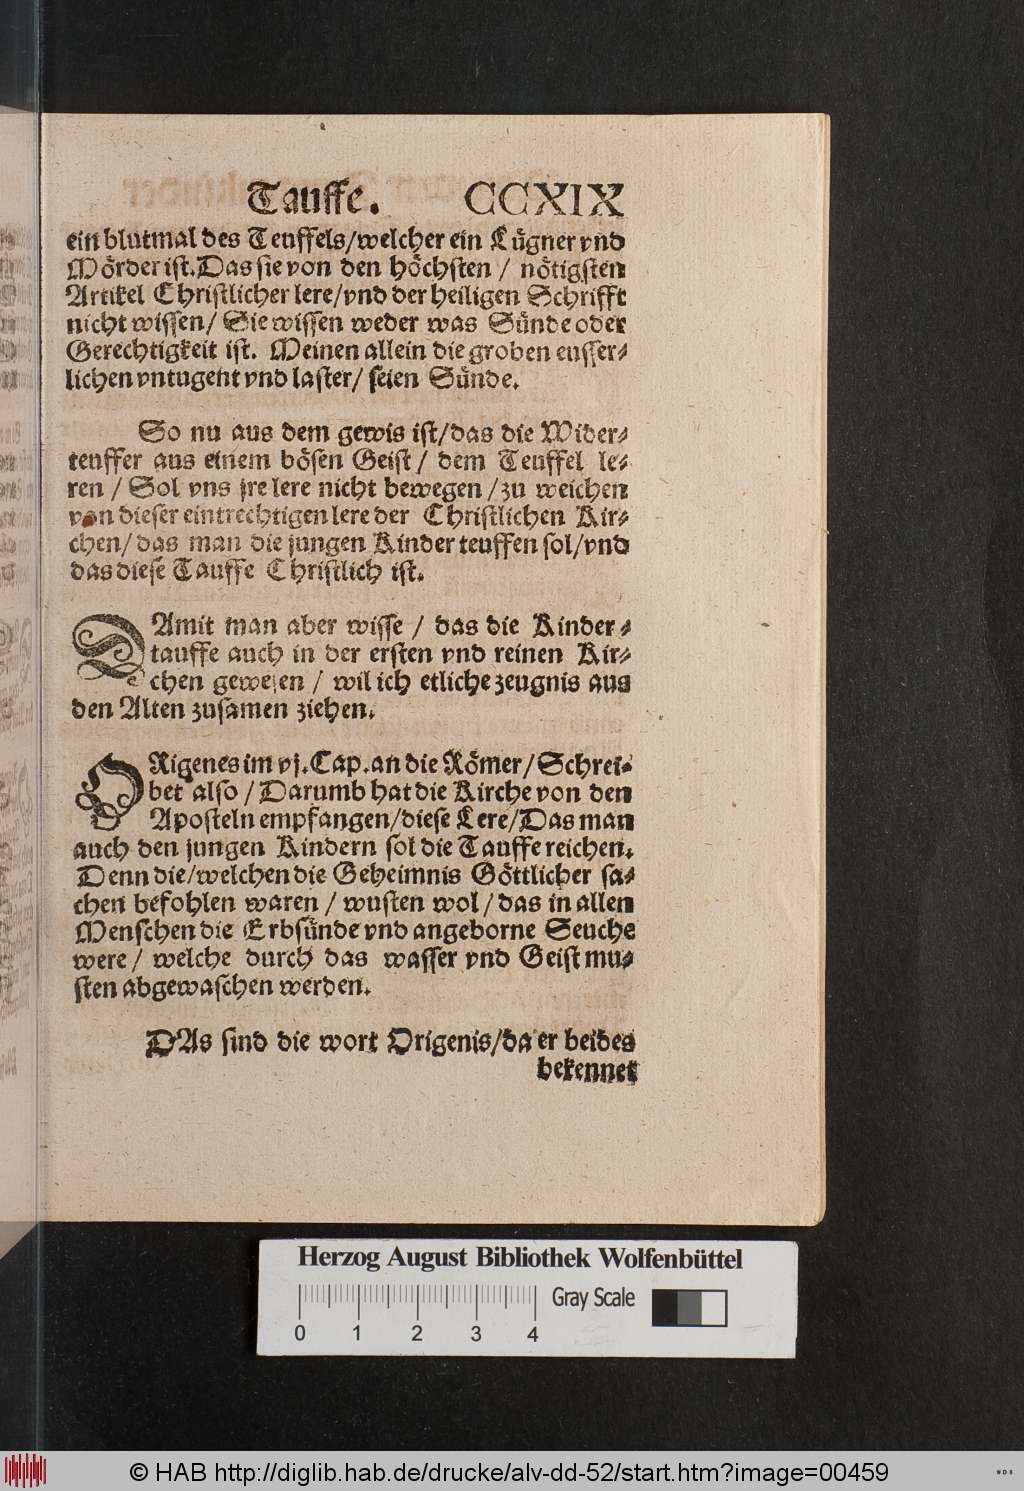 Tauffe. CCXIX
ein blutmal des Teuffels/welcher ein Lügner vnd
Mörder ist. Das sie von den höchsten / nötigsten
Artikel Christlicher lere/vnd der heiligen Schrifft
nicht wissen/ Sie wissen weder was Sünde oder
Gerechtigkeit ist. Meinen allein die groben eusser-
lichen vntugent vnd laster/ seien Sünde.
So nu aus dem gewis ist/das die Wider-
teuffer aus einem bösen Geist / dem Teuffel le-
ren / Sol vns jre lere nicht bewegen /zu weichen
von dieser eintrechtigen lere der Christlichen Kir-
chen/ das man die jungen Kinder teuffen sol/vnd
das diese Tauffe Christlich ist.
DAmit man aber wisse / das die Kinder-
tauffe auch in der ersten vnd reinen Kir-
chen gewesen / wil ich etliche zeugnis aus
den Alten zusamen ziehen.
ORigenes im vj. Cap. an die Römer/Schrei-
bet also / Darumb hat die Kirche von den
Aposteln empfangen/diese Lere/Das man
auch den jungen Kindern sol die Tauffe reichen.
Denn die/welchen die Geheimnis Göttlicher sa-
chen befohlen waren / wusten wol/ das in allen
Menschen die Erbsünde vnd angeborne Seuche
were / welche durch das wasser vnd Geist mu-
sten abgewaschen werden.
DAs sind die wort Origenis/da er beides
bekennet
Herzog August Bibliothek Wolfenbüttel
Gray Scale
0 1 2 3 4
© HAB http://diglib.hab.de/drucke/alv-dd-52/start.htm?image=00459